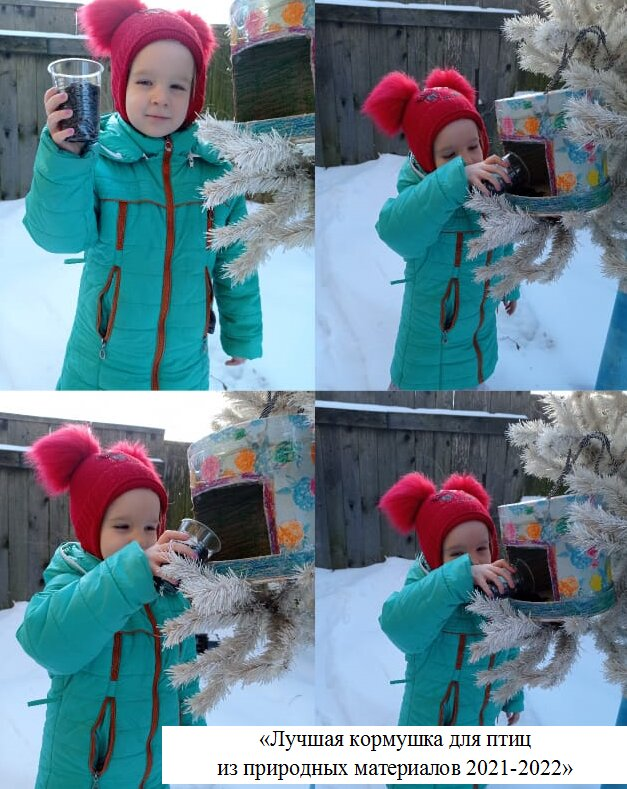 «Лучшая кормушка для птиц
из природных материалов 2021-2022»